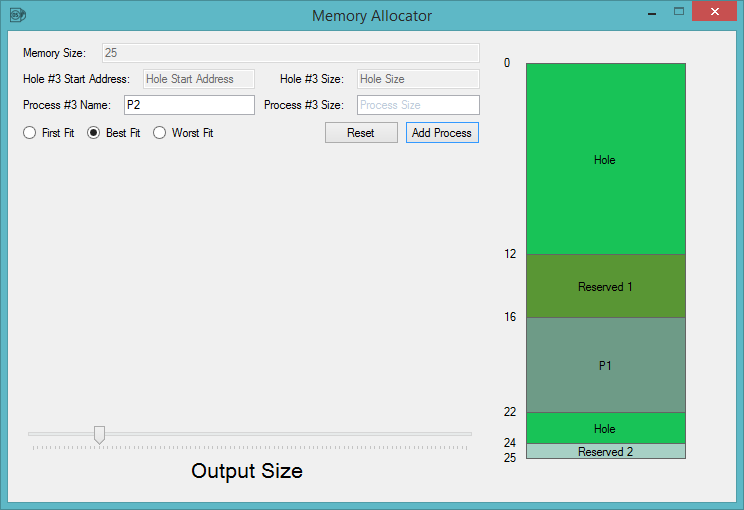 Memory Allocator
Memory Size: 25
Hole #3 Start Address: Hole Start Address Hole #3 Size: Hole Size
Process #3 Name: P2 Process #3 Size: Process Size
First Fit Best Fit Worst Fit Reset Add Process
Output Size
0
Hole
12
Reserved 1
16
P1
22
Hole
24
Reserved 2
25